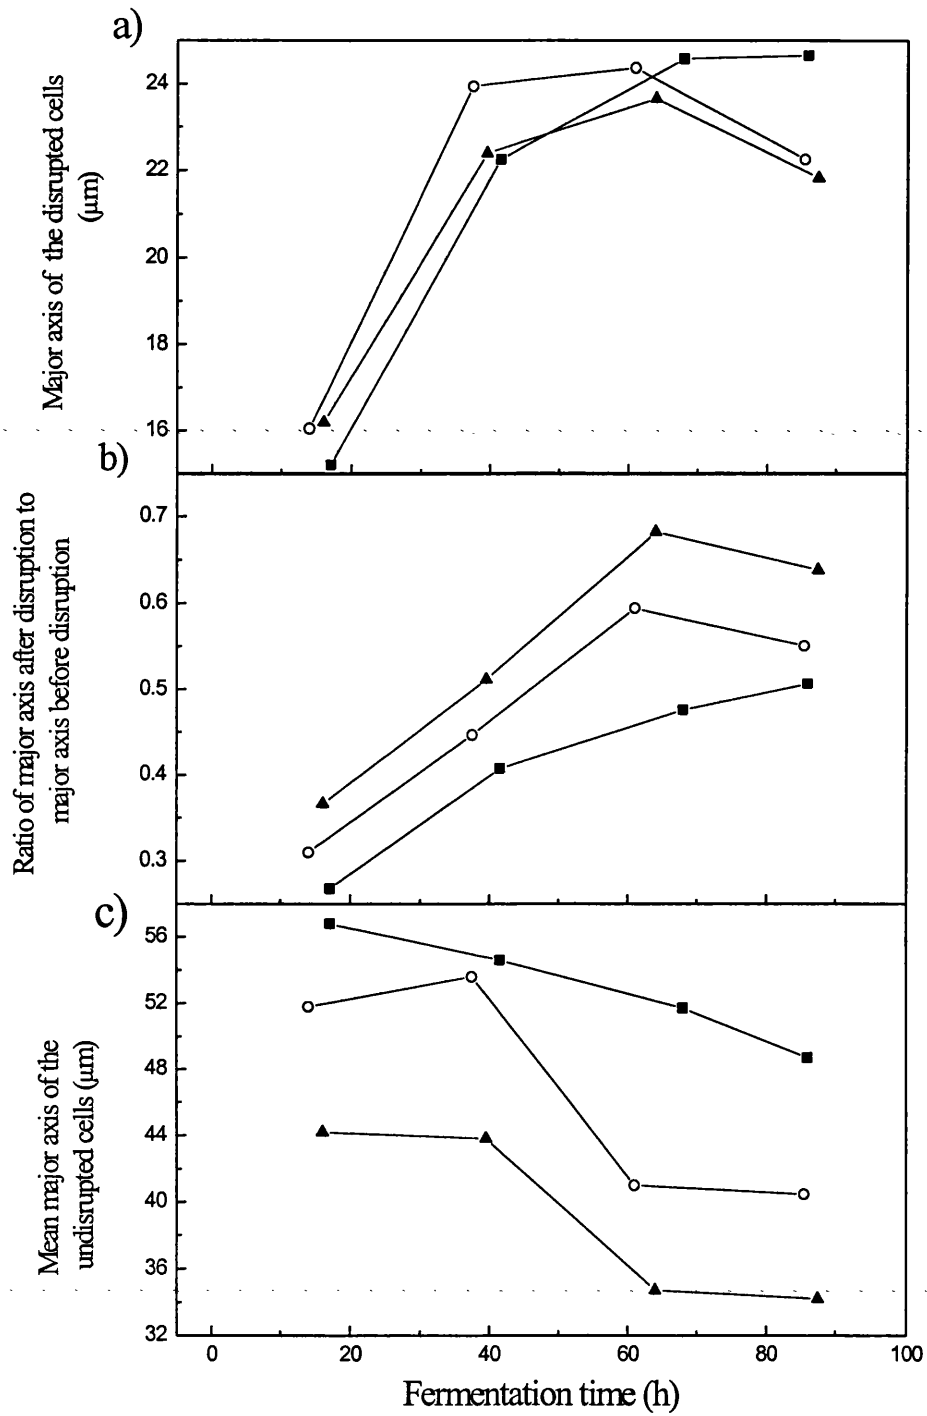 a)
Major axis of the disrupted cells
(μm)
24
22
20
18
16
b)
Ratio of major axis after disruption to
major axis before disruption
0.7
0.6
0.5
0.4
0.3
c)
Mean major axis of the
undisrupted cells (μm)
56
52
48
44
40
36
32
0 20 40 60 80 100
Fermentation time (h)